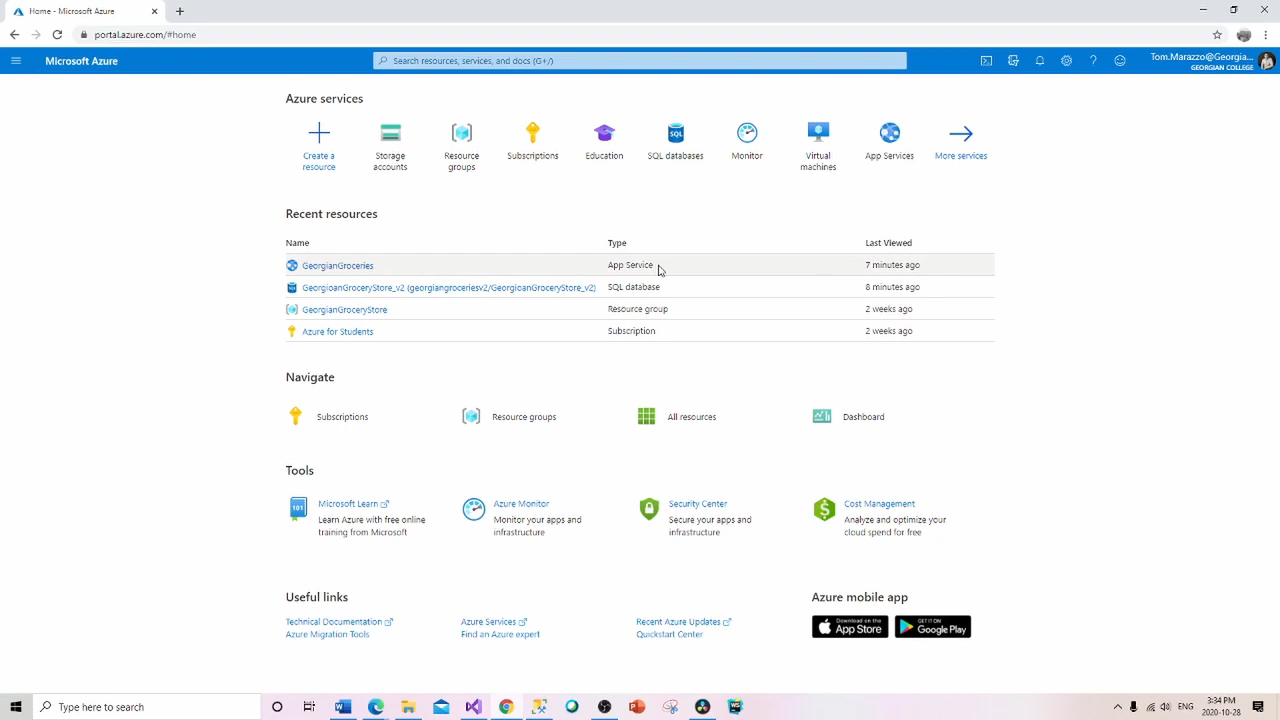 Home - Microsoft Azure
portal.azure.com/#home
Microsoft Azure
Search resources, services, and docs (G+/)
Tom.Marazzo@Georgia...
GEORGIAN COLLEGE
Azure services
Create a resource
Storage accounts
Resource groups
Subscriptions
Education
SQL
SQL databases
Monitor
Virtual machines
App Services
More services
Recent resources
Name Type Last Viewed
GeorgianGroceries App Service 7 minutes ago
GeorgioanGroceryStore_v2 (georgiangroceriesv2/GeorgioanGroceryStore_v2) SQL database 8 minutes ago
GeorgianGroceryStore Resource group 2 weeks ago
Azure for Students Subscription 2 weeks ago
Navigate
Subscriptions Resource groups All resources Dashboard
Tools
101
Microsoft Learn
Learn Azure with free online
training from Microsoft
Azure Monitor
Monitor your apps and
infrastructure
Security Center
Secure your apps and
infrastructure
Cost Management
Analyze and optimize your
cloud spend for free
Useful links
Technical Documentation Azure Services Recent Azure Updates
Azure Migration Tools Find an Azure expert Quickstart Center
Azure mobile app
Download on the
App Store
GET IT ON
Google Play
Type here to search
ENG
3:34 PM
2020-10-28